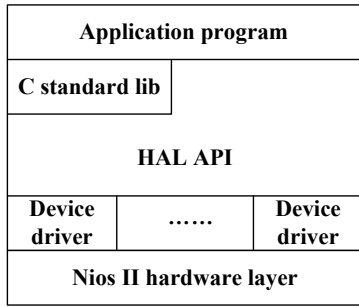 Application program
C standard lib
HAL API
Device
driver
……
Device
driver
Nios II hardware layer